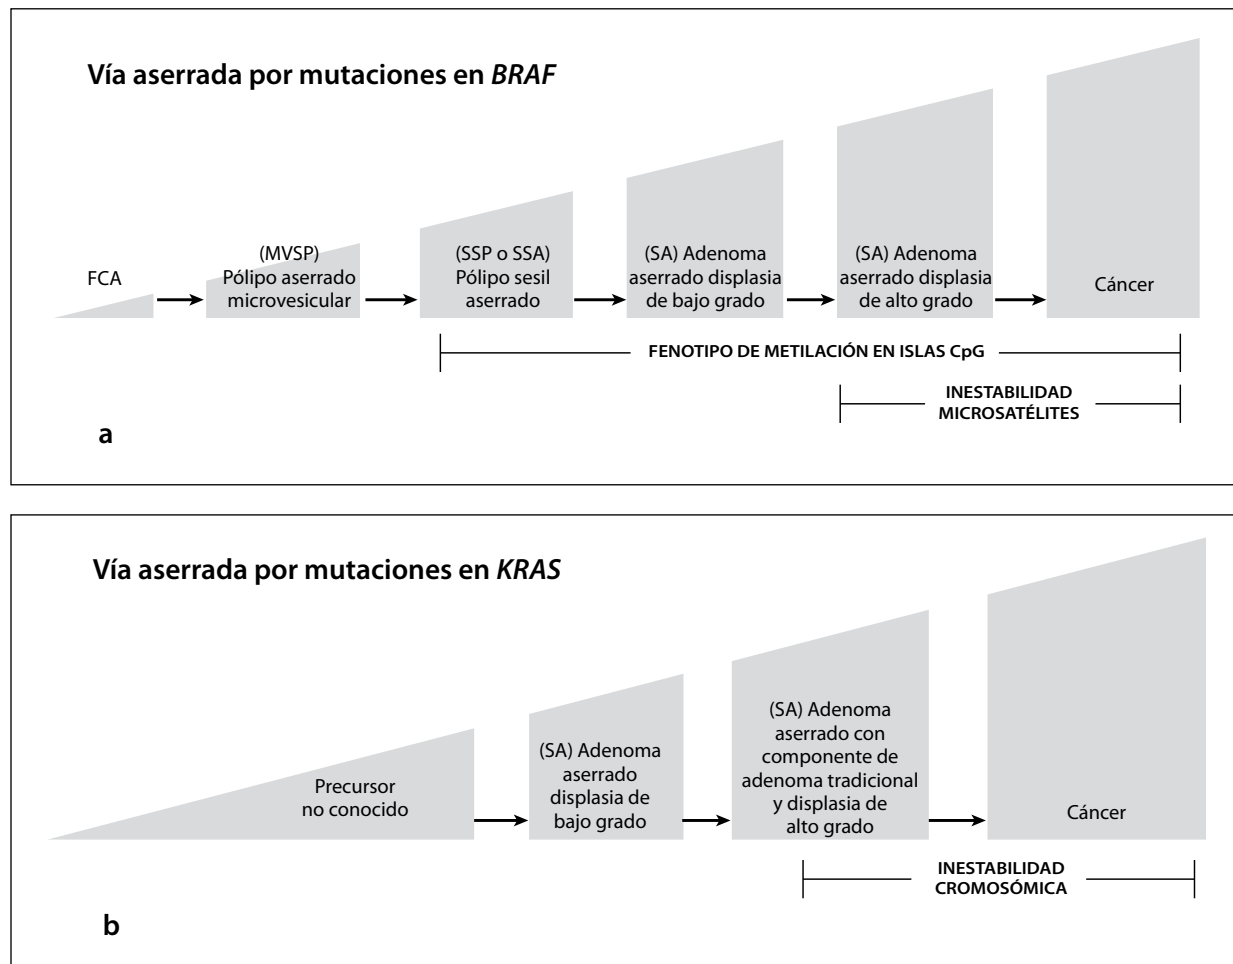 Vía aserrada por mutaciones en BRAF
FCA
(MVSP)
Pólipo aserrado
microvesicular
(SSP o SSA)
Pólipo sesil
aserrado
(SA) Adenoma
aserrado displasia
de bajo grado
(SA) Adenoma
aserrado displasia
de alto grado
Cáncer
FENOTIPO DE METILACIÓN EN ISLAS CpG
INESTABILIDAD
MICROSATÉLITES
a
Vía aserrada por mutaciones en KRAS
Precursor
no conocido
(SA) Adenoma
aserrado
displasia de
bajo grado
(SA) Adenoma
aserrado con
componente de
adenoma tradicional
y displasia de
alto grado
Cáncer
INESTABILIDAD
CROMOSÓMICA
b